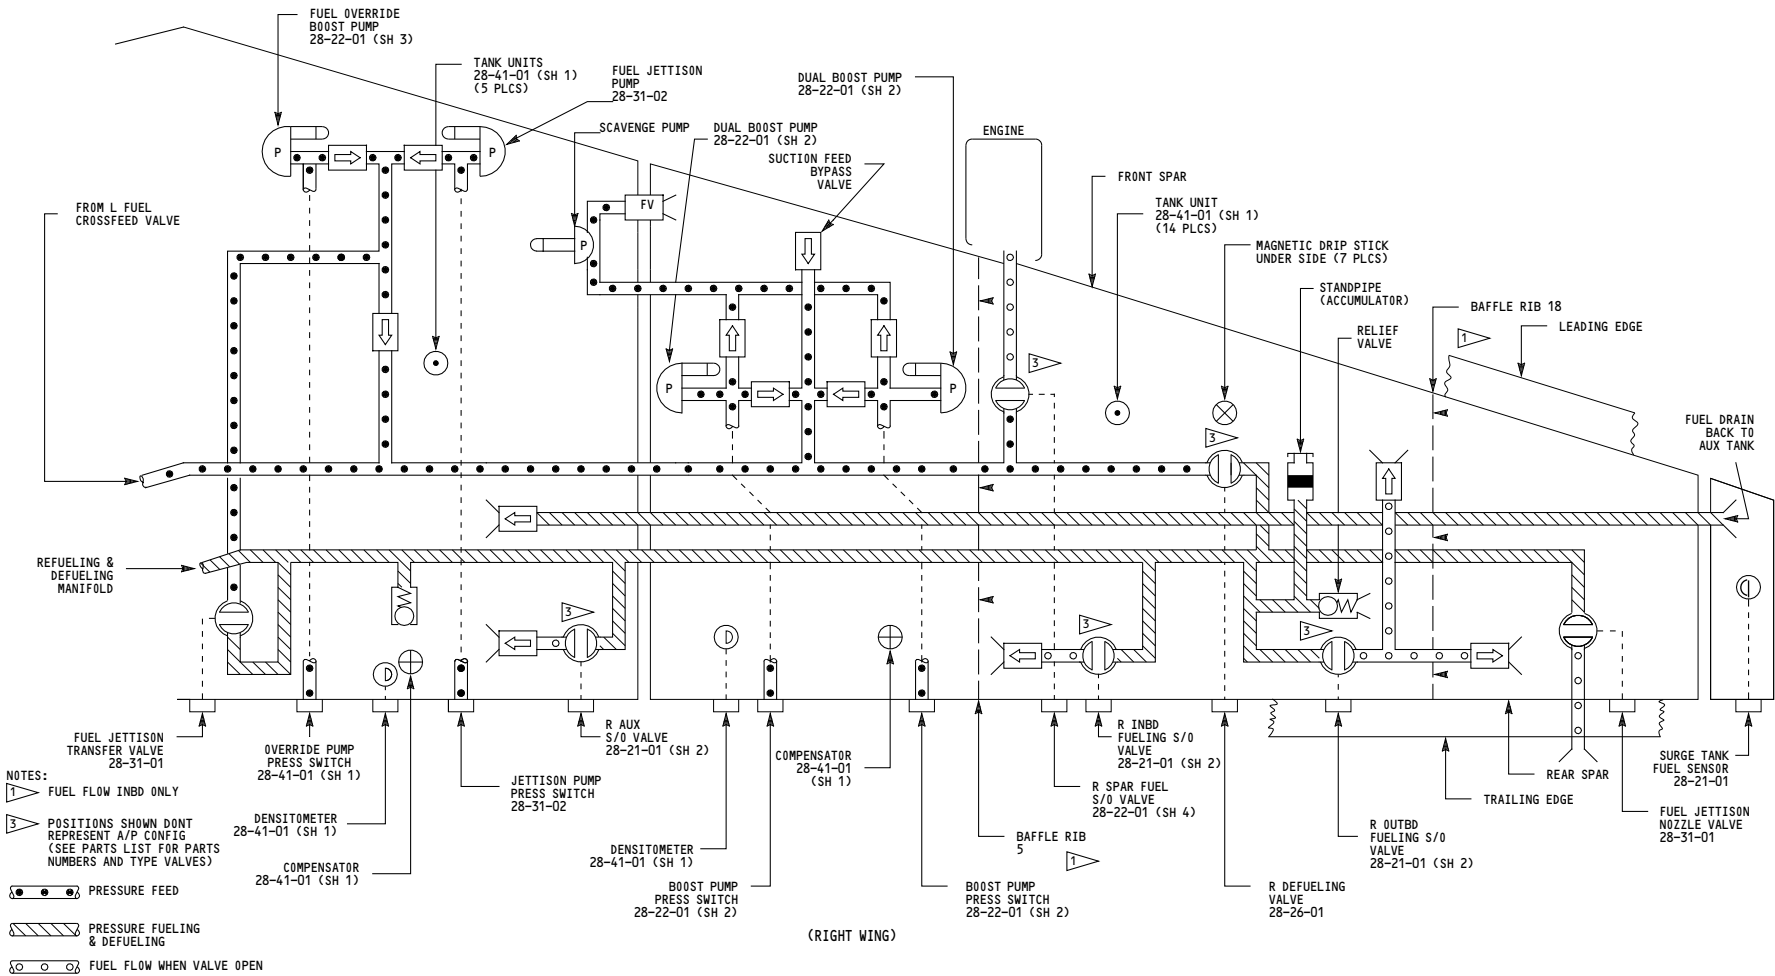 FUEL OVERRIDE
BOOST PUMP
28-22-01 (SH 3)
TANK UNITS
28-41-01 (SH 1)
(5 PLCS)
FUEL JETTISON
PUMP
28-31-02
DUAL BOOST PUMP
28-22-01 (SH 2)
SCAVENGE PUMP
DUAL BOOST PUMP
28-22-01 (SH 2)
SUCTION FEED
BYPASS
VALVE
ENGINE
FRONT SPAR
TANK UNIT
28-41-01 (SH 1)
(14 PLCS)
MAGNETIC DRIP STICK
UNDER SIDE (7 PLCS)
STANDPIPE
(ACCUMULATOR)
RELIEF
VALVE
BAFFLE RIB 18
1
LEADING EDGE
FUEL DRAIN
BACK TO
AUX TANK
P
P
FROM L FUEL
CROSSFEED VALVE
FV
P
P
P
3
3
REFUELING &
DEFUELING
MANIFOLD
3
3
3
FUEL JETTISON
TRANSFER VALVE
28-31-01
OVERRIDE PUMP
PRESS SWITCH
28-41-01 (SH 1)
DENSITOMETER
28-41-01 (SH 1)
COMPENSATOR
28-41-01 (SH 1)
JETTISON PUMP
PRESS SWITCH
28-31-02
R AUX
S/O VALVE
28-21-01 (SH 2)
DENSITOMETER
28-41-01 (SH 1)
BOOST PUMP
PRESS SWITCH
28-22-01 (SH 2)
COMPENSATOR
28-41-01
(SH 1)
BOOST PUMP
PRESS SWITCH
28-22-01 (SH 2)
BAFFLE RIB
5
1
R INBD
FUELING S/O
VALVE
28-21-01 (SH 2)
R SPAR FUEL
S/O VALVE
28-22-01 (SH 4)
R DEFUELING
VALVE
28-26-01
R OUTBD
FUELING S/O
VALVE
28-21-01 (SH 2)
TRAILING EDGE
REAR SPAR
SURGE TANK
FUEL SENSOR
28-21-01
FUEL JETTISON
NOZZLE VALVE
28-31-01
NOTES:
1 FUEL FLOW INBD ONLY
3 POSITIONS SHOWN DONT
REPRESENT A/P CONFIG
(SEE PARTS LIST FOR PARTS
NUMBERS AND TYPE VALVES)
PRESSURE FEED
PRESSURE FUELING
& DEFUELING
FUEL FLOW WHEN VALVE OPEN
(RIGHT WING)